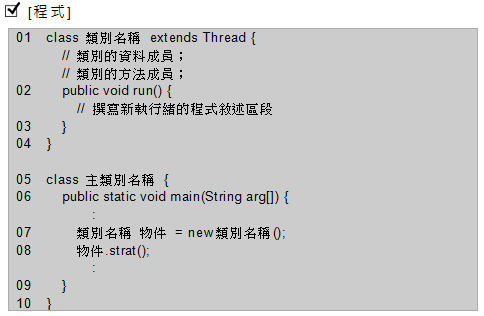 [程式]
01 class 類別名稱 extends Thread {
// 類別的資料成員；
// 類別的方法成員；
02 public void run() {
// 撰寫新執行緒的程式敘述區段
03 }
04 }
05 class 主類別名稱 {
06 public static void main(String arg[]) {
:
07 類別名稱 物件 = new類別名稱();
08 物件.strat();
:
09 }
10 }